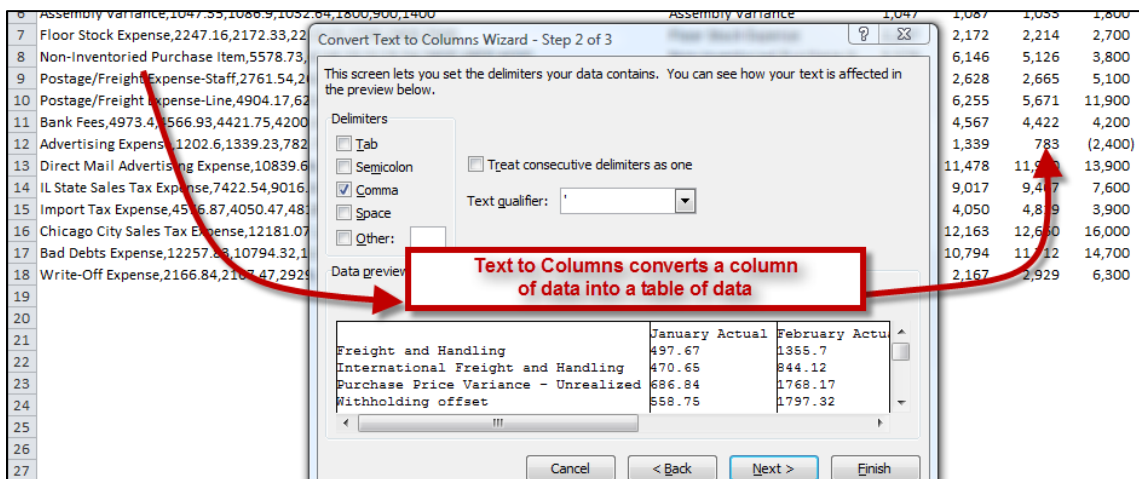 6 Assembly Variance,1047.55,1086.9,1032.64,1800,900,1400 Assembly Variance 1,047 1,087 1,033 1,800
7 Floor Stock Expense,2247.16,2172.33,22 2,172 2,214 2,700
8 Non-Inventoried Purchase Item,5578.73, 6,146 5,126 3,800
9 Postage/Freight Expense-Staff,2761.54,26 2,628 2,665 5,100
10 Postage/Freight Expense-Line,4904.17,62 6,255 5,671 11,900
11 Bank Fees,4973.4,4566.93,4421.75,4200 4,567 4,422 4,200
12 Advertising Expense,1202.6,1339.23,782 1,339 783 (2,400)
13 Direct Mail Advertising Expense,10839.6 11,478 13,900
14 IL State Sales Tax Expense,7422.54,9016. 9,017 9,467 7,600
15 Import Tax Expense,4576.87,4050.47,481 4,050 4,819 3,900
16 Chicago City Sales Tax Expense,12181.07 12,163 12,660 16,000
17 Bad Debts Expense,12257.83,10794.32,1 10,794 11,712 14,700
18 Write-Off Expense,2166.84,2167.47,2929 2,167 2,929 6,300
19
20
21
22
23
24
25
26
27
Convert Text to Columns Wizard - Step 2 of 3
This screen lets you set the delimiters your data contains. You can see how your text is affected in
the preview below.
Delimiters
Tab
Semicolon
Comma
Space
Other:
Treat consecutive delimiters as one
Text qualifier: '
Data preview
Text to Columns converts a column
of data into a table of data
January Actual February Actu
Freight and Handling 497.67 1355.7
International Freight and Handling 470.65 844.12
Purchase Price Variance - Unrealized 686.84 1768.17
Withholding offset 558.75 1797.32
Cancel < Back Next > Finish